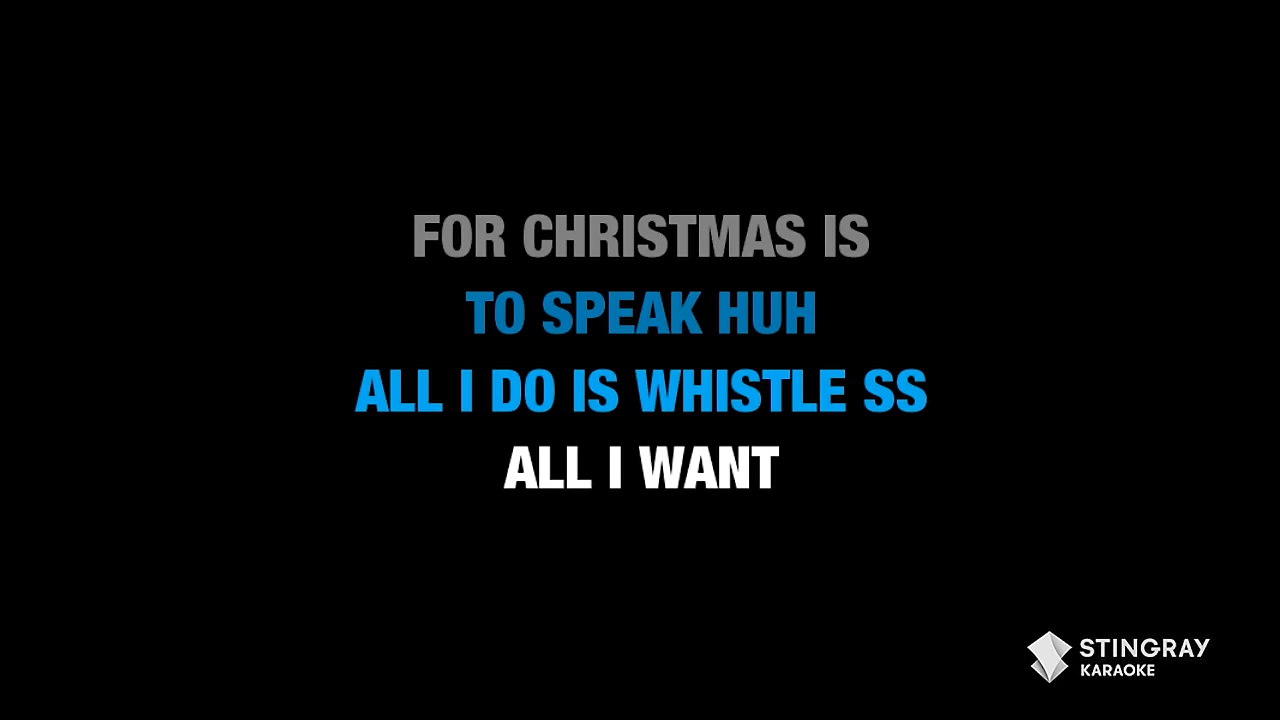 FOR CHRISTMAS IS
TO SPEAK HUH
ALL I DO IS WHISTLE SS
ALL I WANT
STINGRAY
KARAOKE